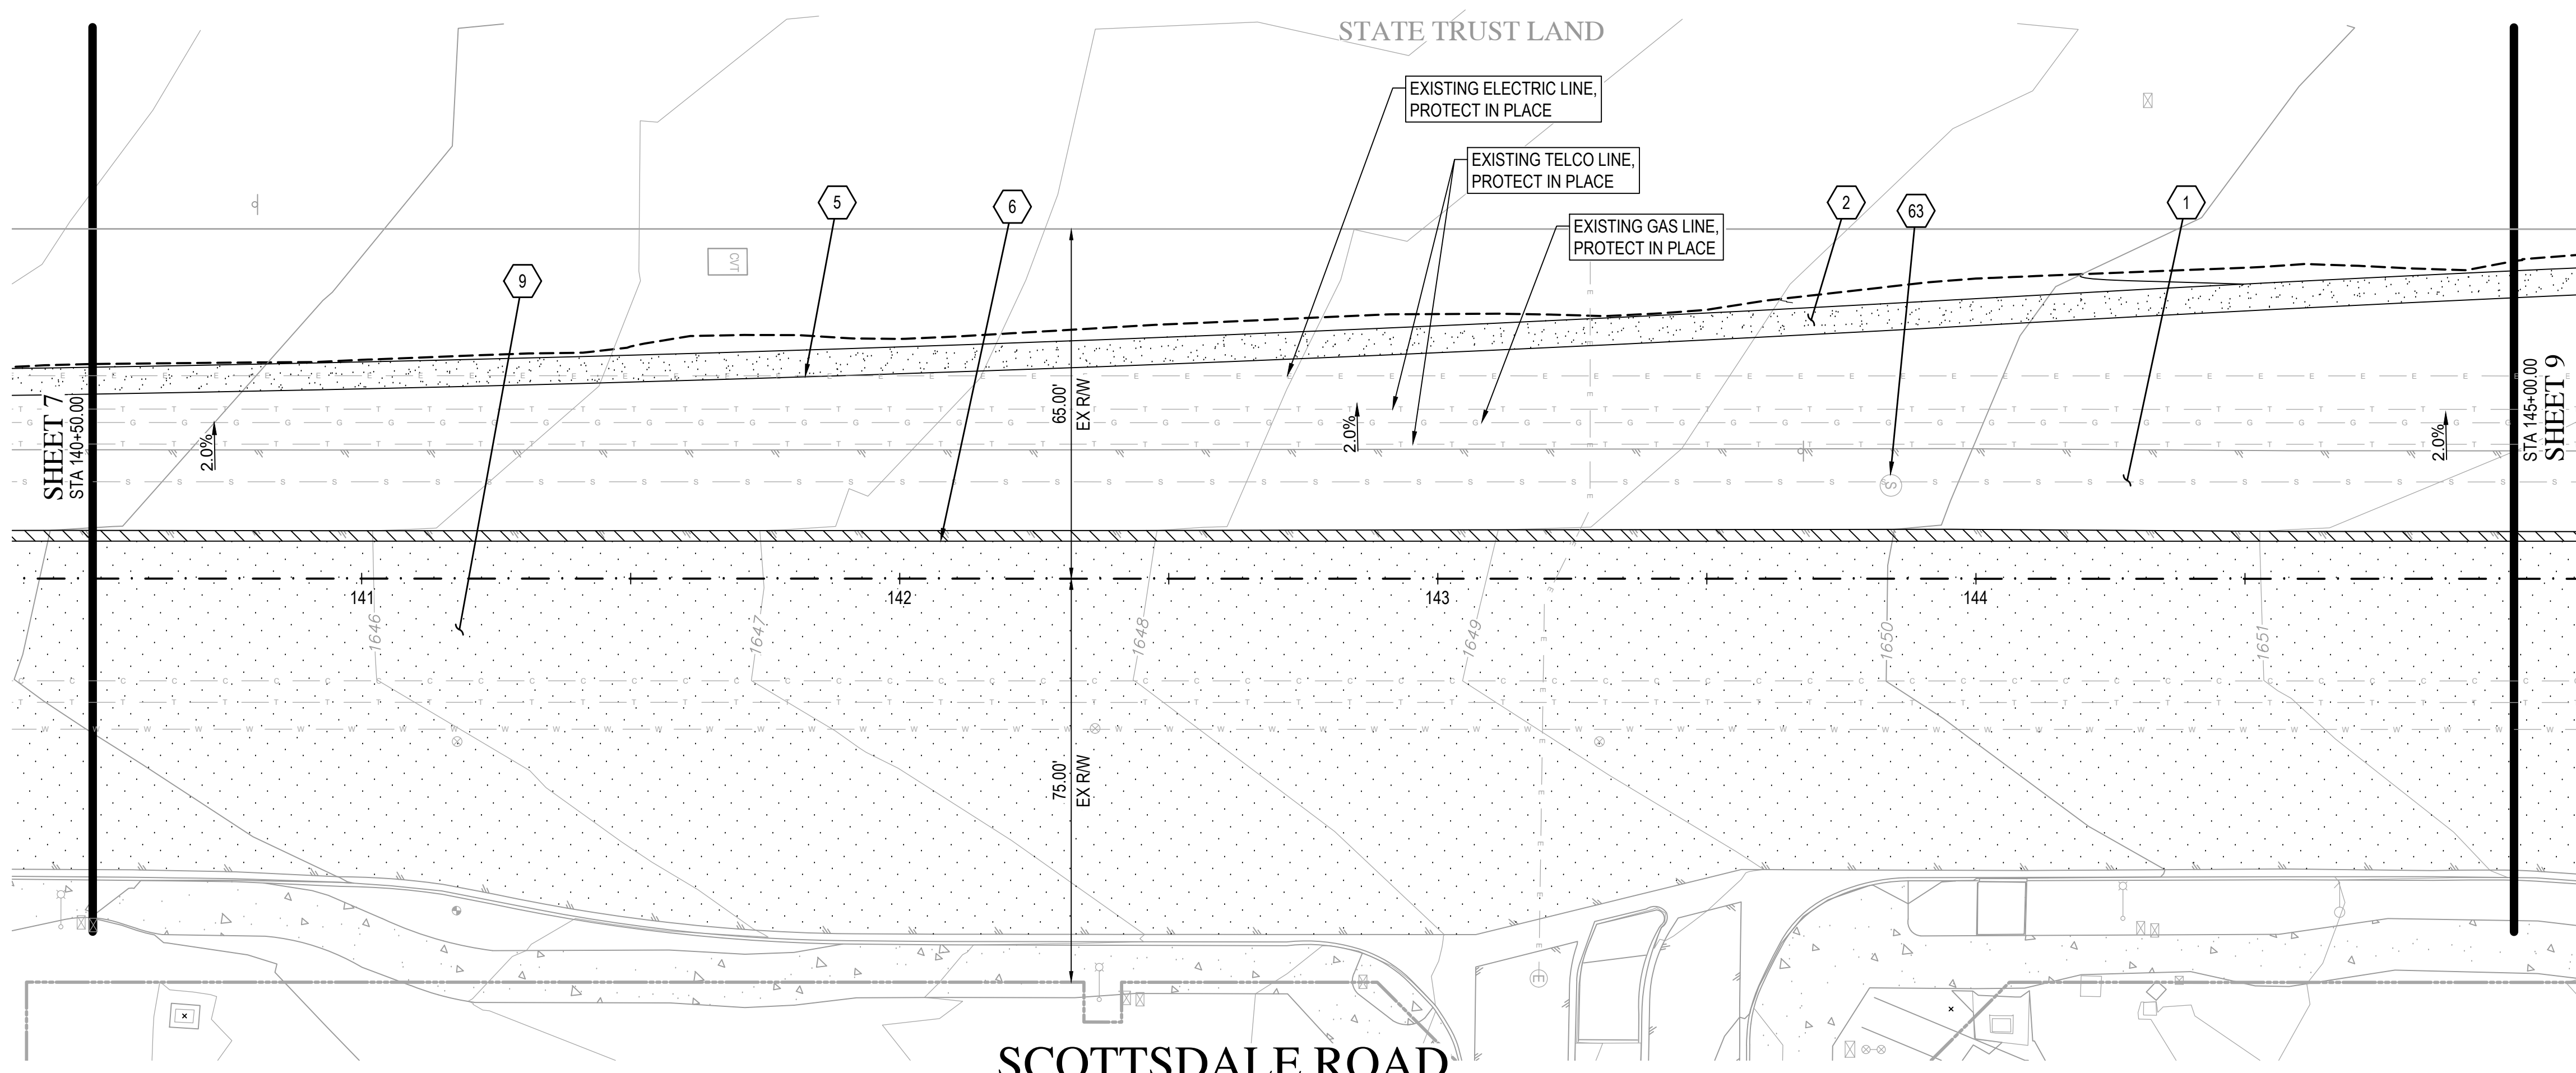 STATE TRUST LAND
EXISTING ELECTRIC LINE,
PROTECT IN PLACE
EXISTING TELCO LINE,
PROTECT IN PLACE
EXISTING GAS LINE,
PROTECT IN PLACE
5
6
2
63
1
9
CVT
65.00'
EX R/W
SHEET 7
STA 140+50.00
2.0%
2.0%
2.0%
STA 145+00.00
SHEET 9
S
141
142
143
144
1646
1647
1648
1649
1650
1651
75.00'
EX R/W
E
SCOTTSDALE ROAD